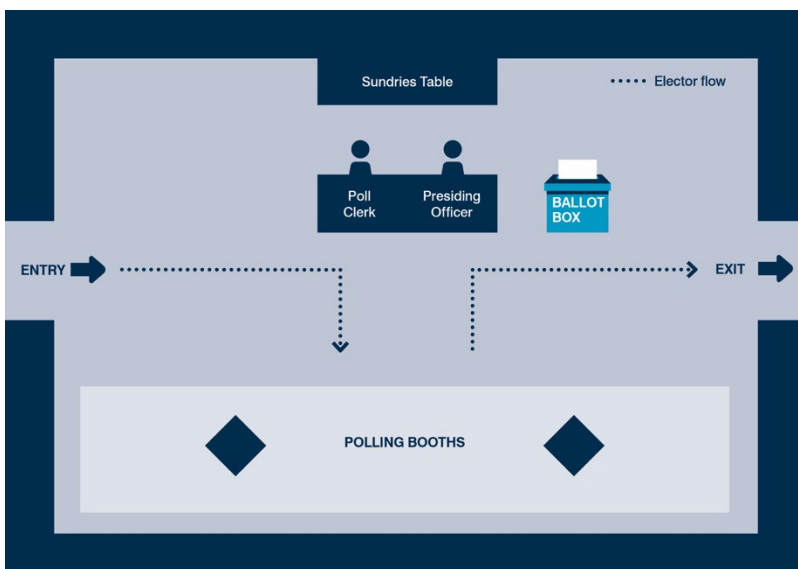 Sundries Table
Elector flow
Poll
Clerk
Presiding
Officer
BALLOT
BOX
ENTRY
EXIT
POLLING BOOTHS